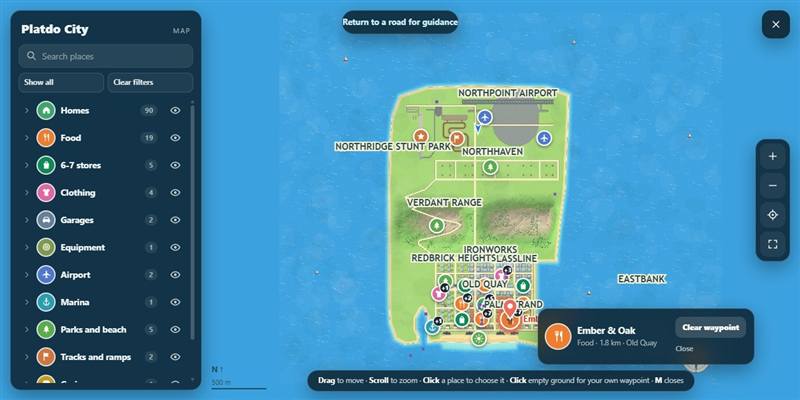 Platdo City
MAP
Search places
Show all
Clear filters
Homes 90
Food 19
6-7 stores 5
Clothing 4
Garages 2
Equipment 1
Airport 2
Marina 1
Parks and beach 5
Tracks and ramps 2
Return to a road for guidance
NORTHPOINT AIRPORT
NORTHRIDGE STUNT PARK
NORTHHAVEN
VERDANT RANGE
IRONWORKS
REDBRICK HEIGHTS
OLD QUAY
EASTBANK
Ember & Oak
Food · 1.8 km · Old Quay
Clear waypoint
Close
N ↑
500 m
Drag to move · Scroll to zoom · Click a place to choose it · Click empty ground for your own waypoint · M closes